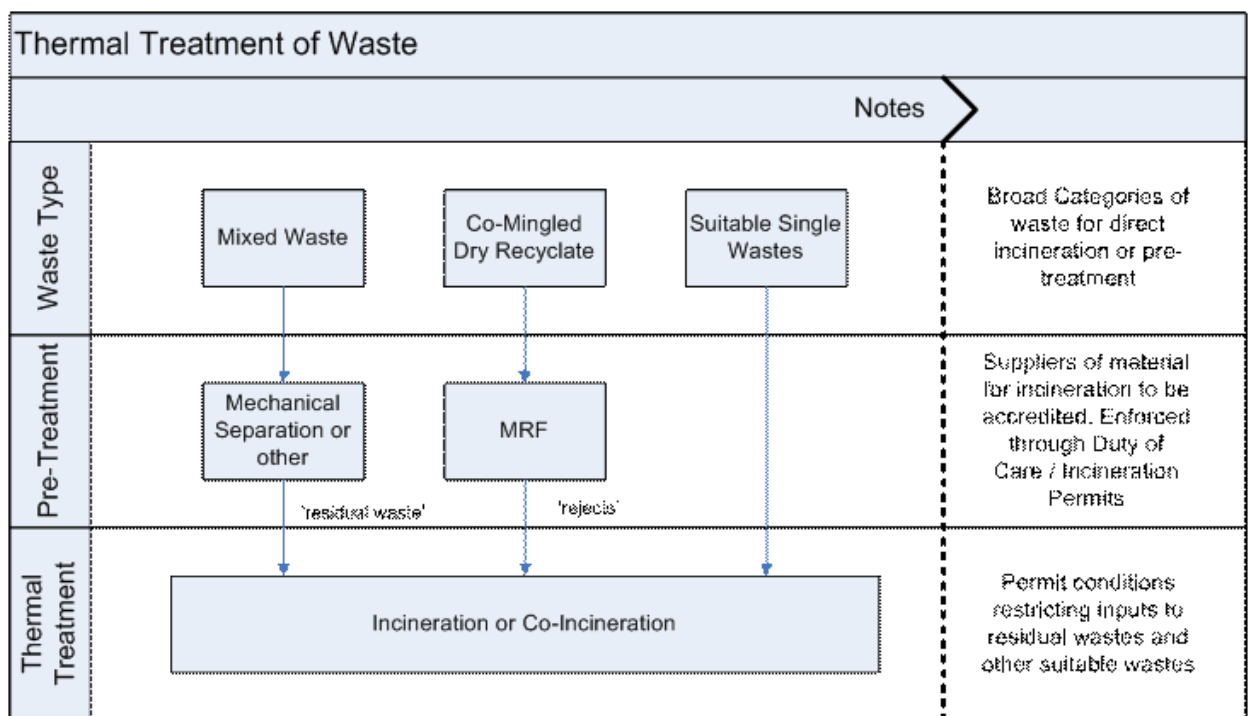 Thermal Treatment of Waste
Notes
Waste Type
Mixed Waste
Co-Mingled
Dry Recyclate
Suitable Single
Wastes
Broad Categories of
waste for direct
incineration or pre-
treatment
Pre-Treatment
Mechanical
Separation or
other
MRF
'residual waste'
'rejects'
Suppliers of material
for incineration to be
accredited. Enforced
through Duty of
Care / Incineration
Permits
Thermal
Treatment
Incineration or Co-Incineration
Permit conditions
restricting inputs to
residual wastes and
other suitable wastes